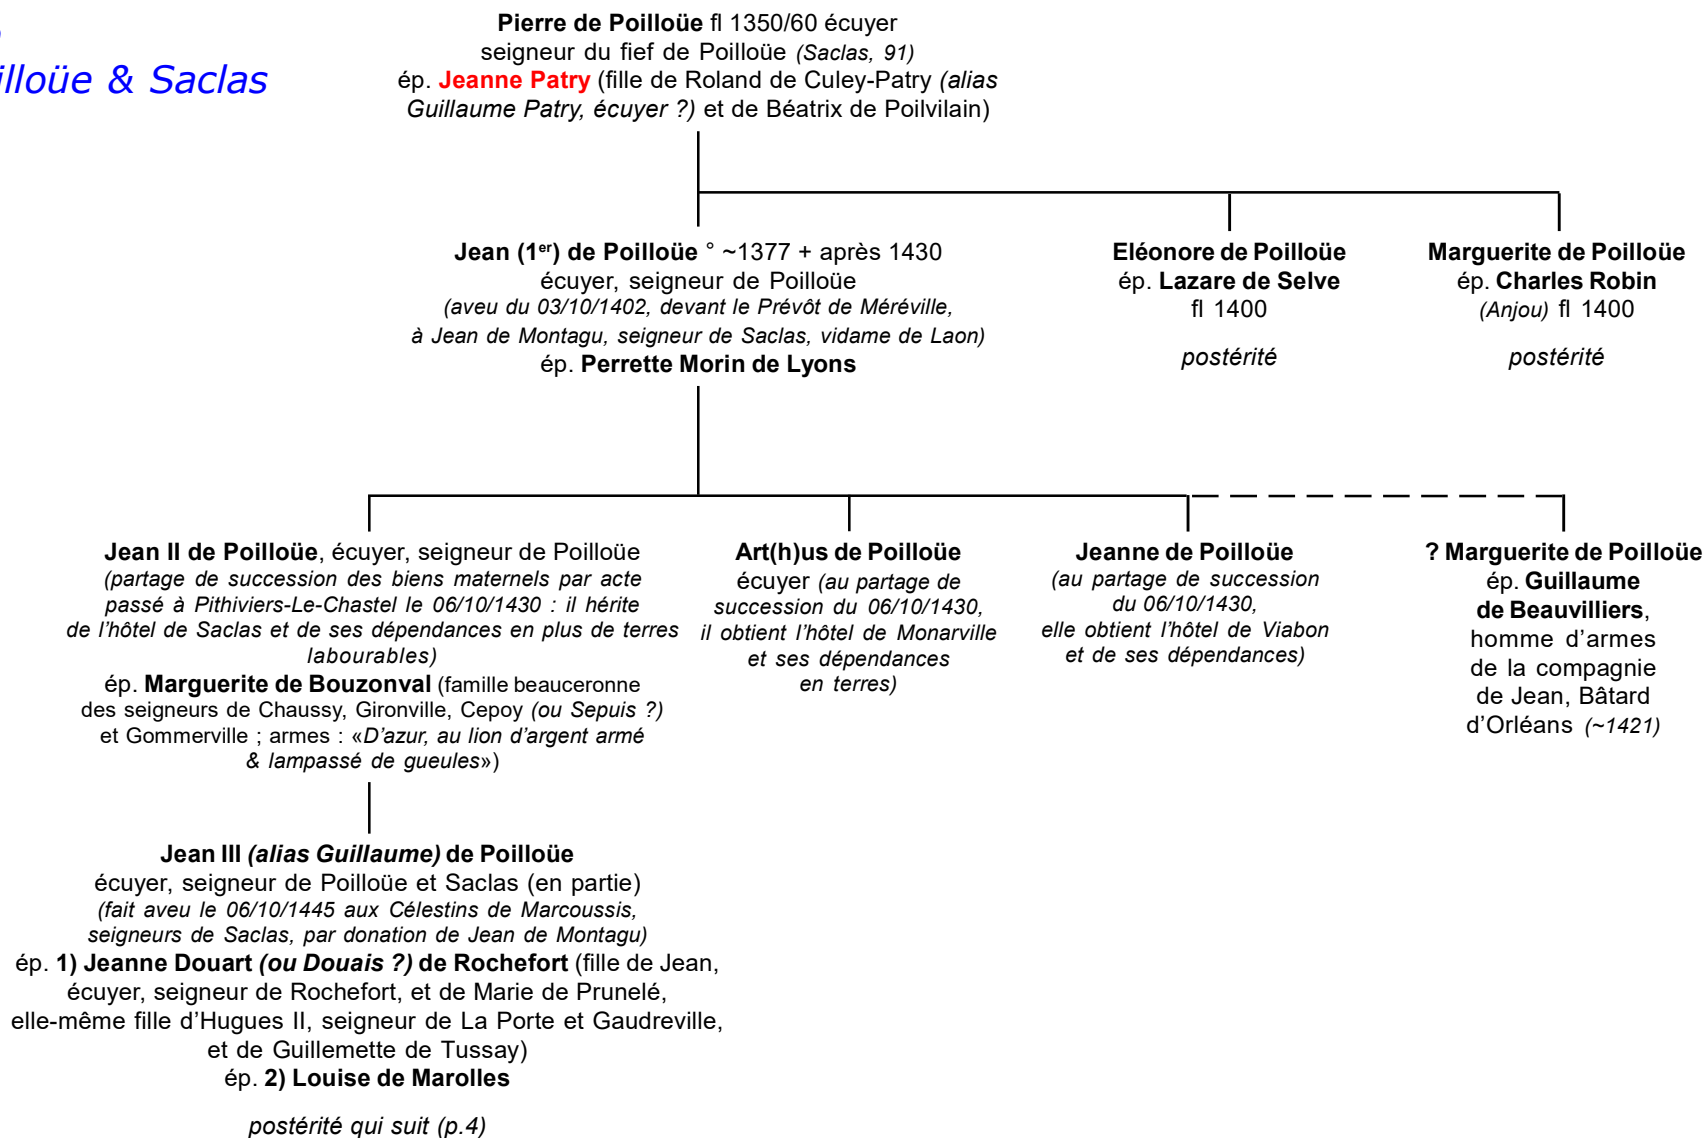 illoüe & Saclas
Pierre de Poilloüe fl 1350/60 écuyer
seigneur du fief de Poilloüe (Saclas, 91)
ép. Jeanne Patry (fille de Roland de Culey-Patry (alias
Guillaume Patry, écuyer ?) et de Béatrix de Poilvilain)
Jean (1er) de Poilloüe ° ~1377 + après 1430
écuyer, seigneur de Poilloüe
(aveu du 03/10/1402, devant le Prévôt de Méréville,
à Jean de Montagu, seigneur de Saclas, vidame de Laon)
ép. Perrette Morin de Lyons
Eléonore de Poilloüe
ép. Lazare de Selve
fl 1400
postérité
Marguerite de Poilloüe
ép. Charles Robin
(Anjou) fl 1400
postérité
Jean II de Poilloüe, écuyer, seigneur de Poilloüe
(partage de succession des biens maternels par acte
passé à Pithiviers-Le-Chastel le 06/10/1430 : il hérite
de l'hôtel de Saclas et de ses dépendances en plus de terres
labourables)
ép. Marguerite de Bouzonval (famille beauceronne
des seigneurs de Chaussy, Gironville, Cepoy (ou Sepuis ?)
et Gommerville ; armes : «D'azur, au lion d'argent armé
& lampassé de gueules»)
Art(h)us de Poilloüe
écuyer (au partage de
succession du 06/10/1430,
il obtient l'hôtel de Monarville
et ses dépendances
en terres)
Jeanne de Poilloüe
(au partage de succession
du 06/10/1430,
elle obtient l'hôtel de Viabon
et de ses dépendances)
? Marguerite de Poilloüe
ép. Guillaume
de Beauvilliers,
homme d'armes
de la compagnie
de Jean, Bâtard
d'Orléans (~1421)
Jean III (alias Guillaume) de Poilloüe
écuyer, seigneur de Poilloüe et Saclas (en partie)
(fait aveu le 06/10/1445 aux Célestins de Marcoussis,
seigneurs de Saclas, par donation de Jean de Montagu)
ép. 1) Jeanne Douart (ou Douais ?) de Rochefort (fille de Jean,
écuyer, seigneur de Rochefort, et de Marie de Prunelé,
elle-même fille d'Hugues II, seigneur de La Porte et Gaudreville,
et de Guillemette de Tussay)
ép. 2) Louise de Marolles
postérité qui suit (p.4)